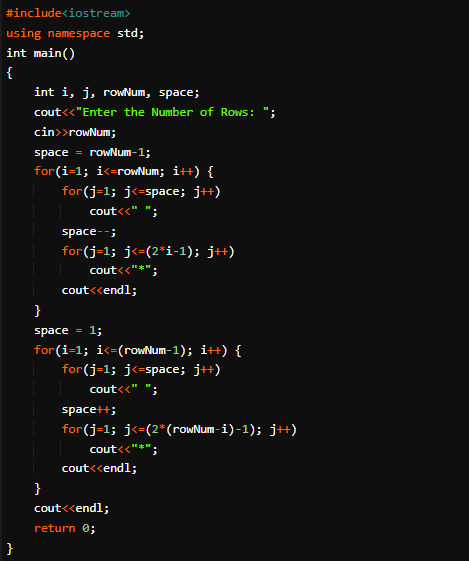 #include<iostream>
using namespace std;
int main()
{
    int i, j, rowNum, space;
    cout<<"Enter the Number of Rows: ";
    cin>>rowNum;
    space = rowNum-1;
    for(i=1; i<=rowNum; i++) {
        for(j=1; j<=space; j++)
            cout<<" ";
        space--;
        for(j=1; j<=(2*i-1); j++)
            cout<<"*";
        cout<<endl;
    }
    space = 1;
    for(i=1; i<=(rowNum-1); i++) {
        for(j=1; j<=space; j++)
            cout<<" ";
        space++;
        for(j=1; j<=(2*(rowNum-i)-1); j++)
            cout<<"*";
        cout<<endl;
    }
    cout<<endl;
    return 0;
}